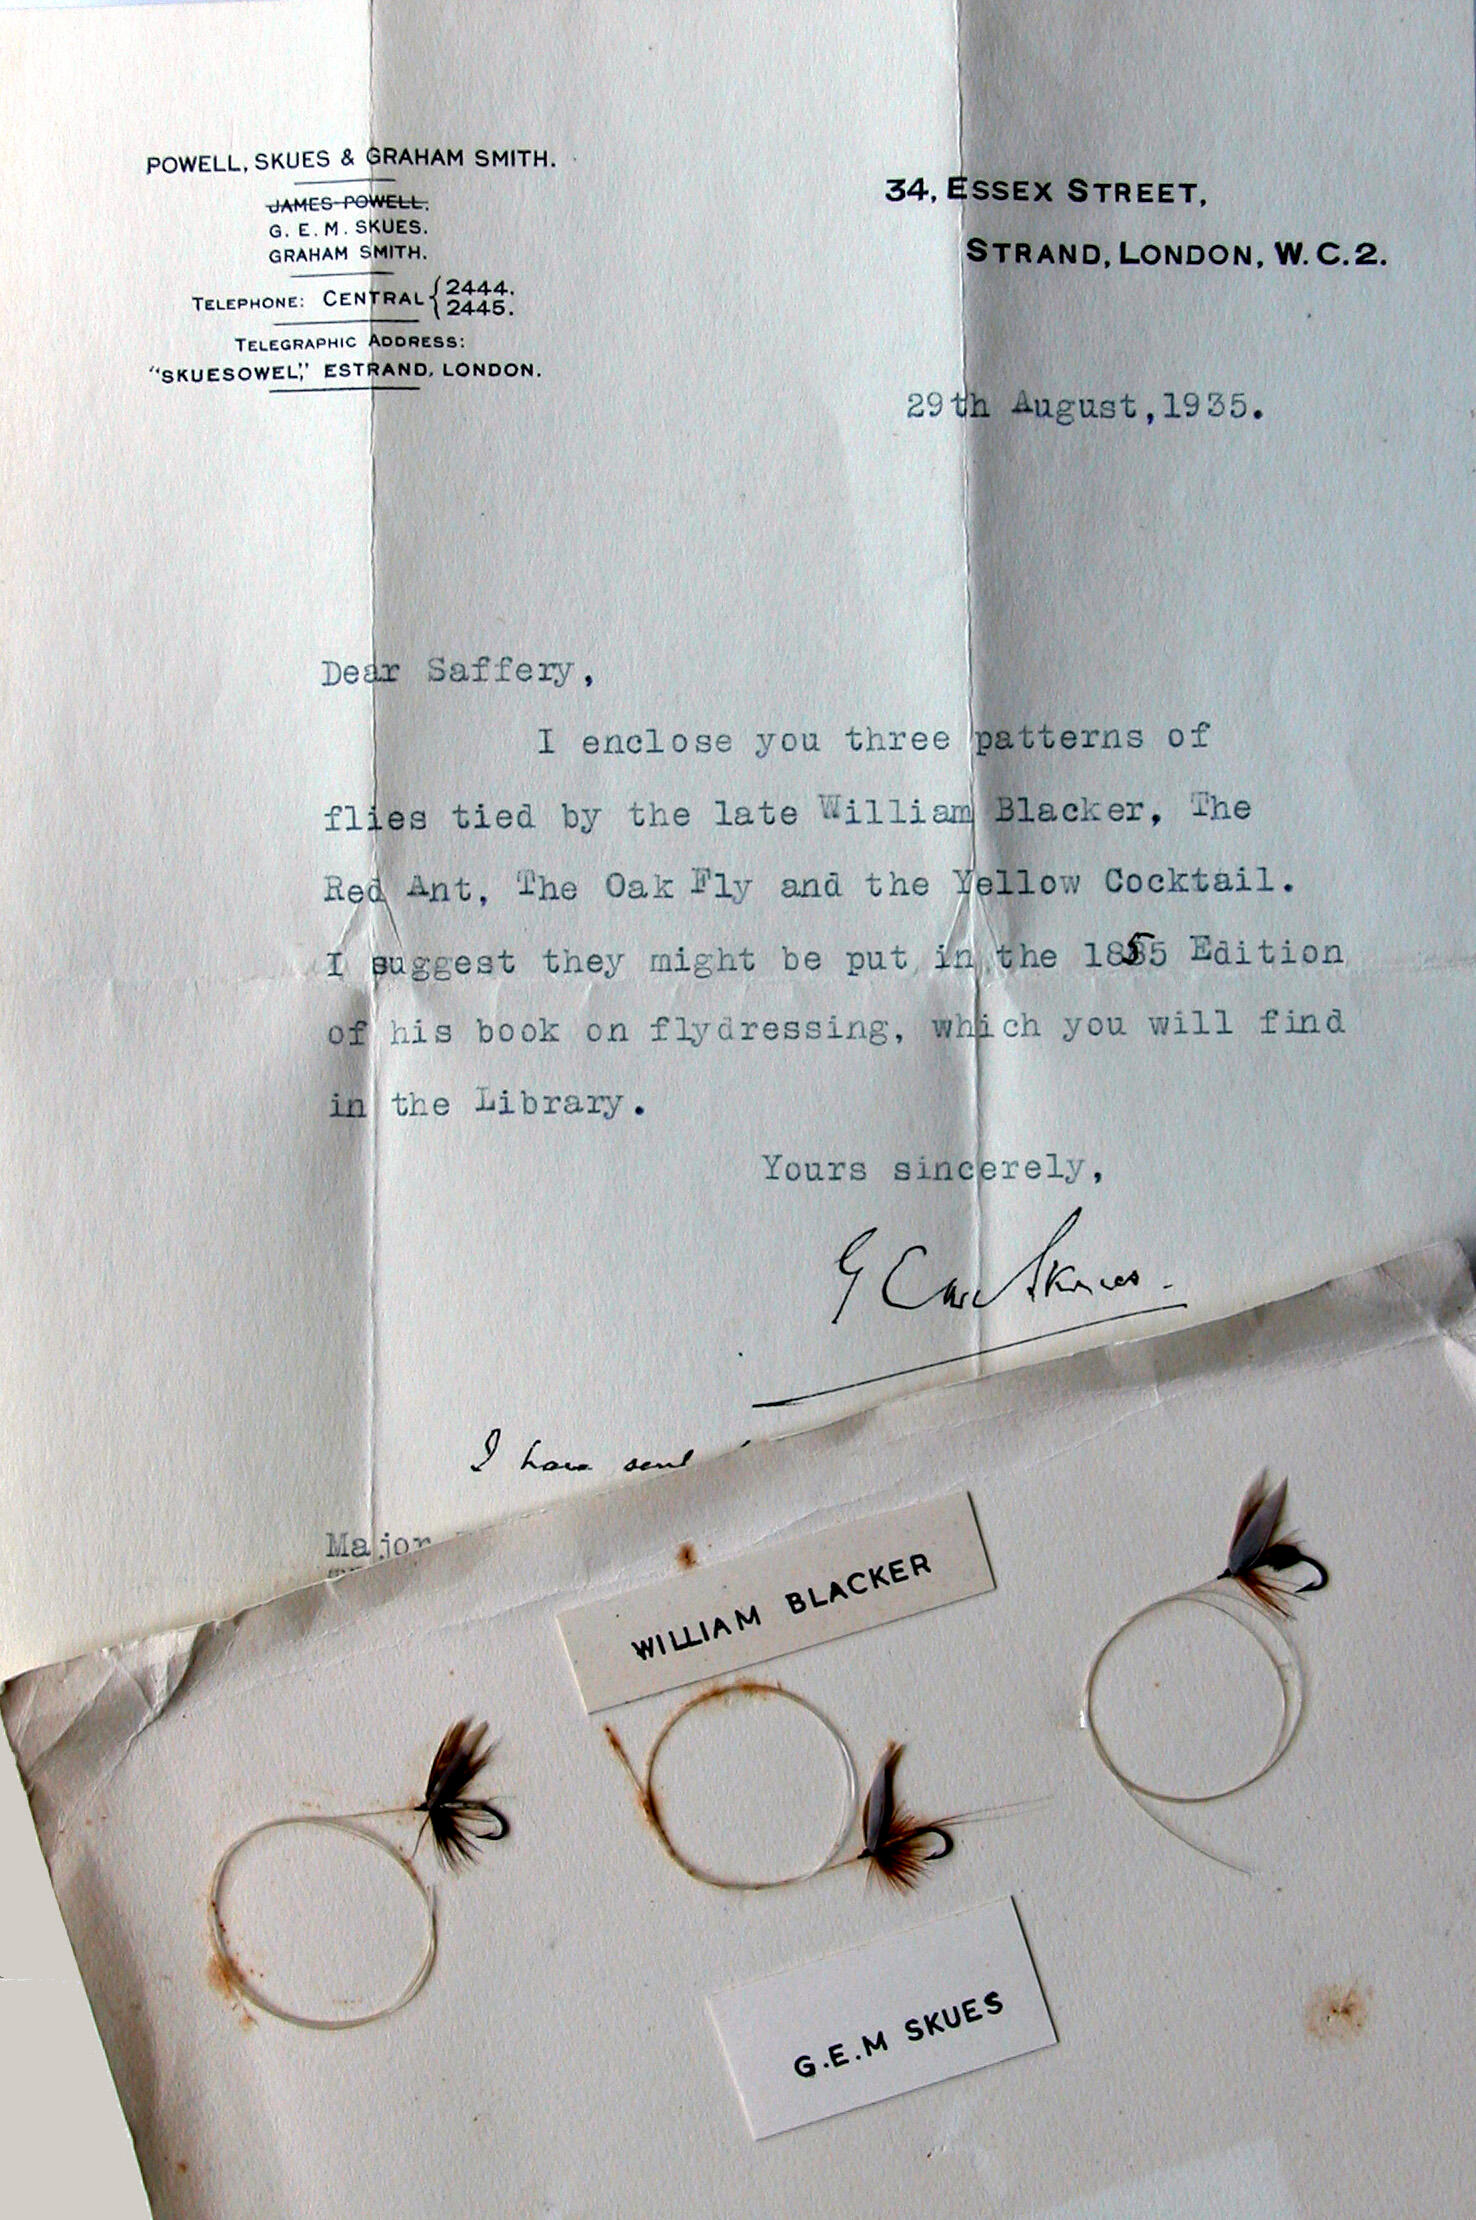 POWELL, SKUES & GRAHAM SMITH.
JAMES POWELL.
G. E. M. SKUES.
GRAHAM SMITH.
TELEPHONE: CENTRAL { 2444.
2445.
TELEGRAPHIC ADDRESS:
"SKUESOWEL," ESTRAND, LONDON.
34, ESSEX STREET,
STRAND, LONDON, W.C.2.
29th August, 1935.
Dear Saffery,
I enclose you three patterns of
flies tied by the late William Blacker, The
Red Ant, The Oak Fly and the Yellow Cocktail.
I suggest they might be put in the 1855 Edition
of his book on flydressing, which you will find
in the Library.
Yours sincerely,
G E M Skues.
I have sent
Major
WILLIAM BLACKER
G.E.M SKUES